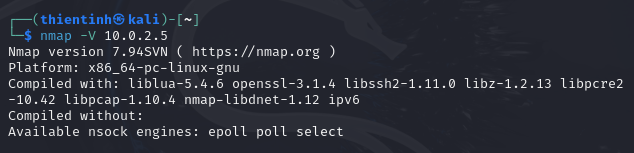 ┌──(thientinh㉿kali)-[~]
└─$ nmap -V 10.0.2.5
Nmap version 7.94SVN ( https://nmap.org )
Platform: x86_64-pc-linux-gnu
Compiled with: liblua-5.4.6 openssl-3.1.4 libssh2-1.11.0 libz-1.2.13 libpcre2
-10.42 libpcap-1.10.4 nmap-libdnet-1.12 ipv6
Compiled without:
Available nsock engines: epoll poll select